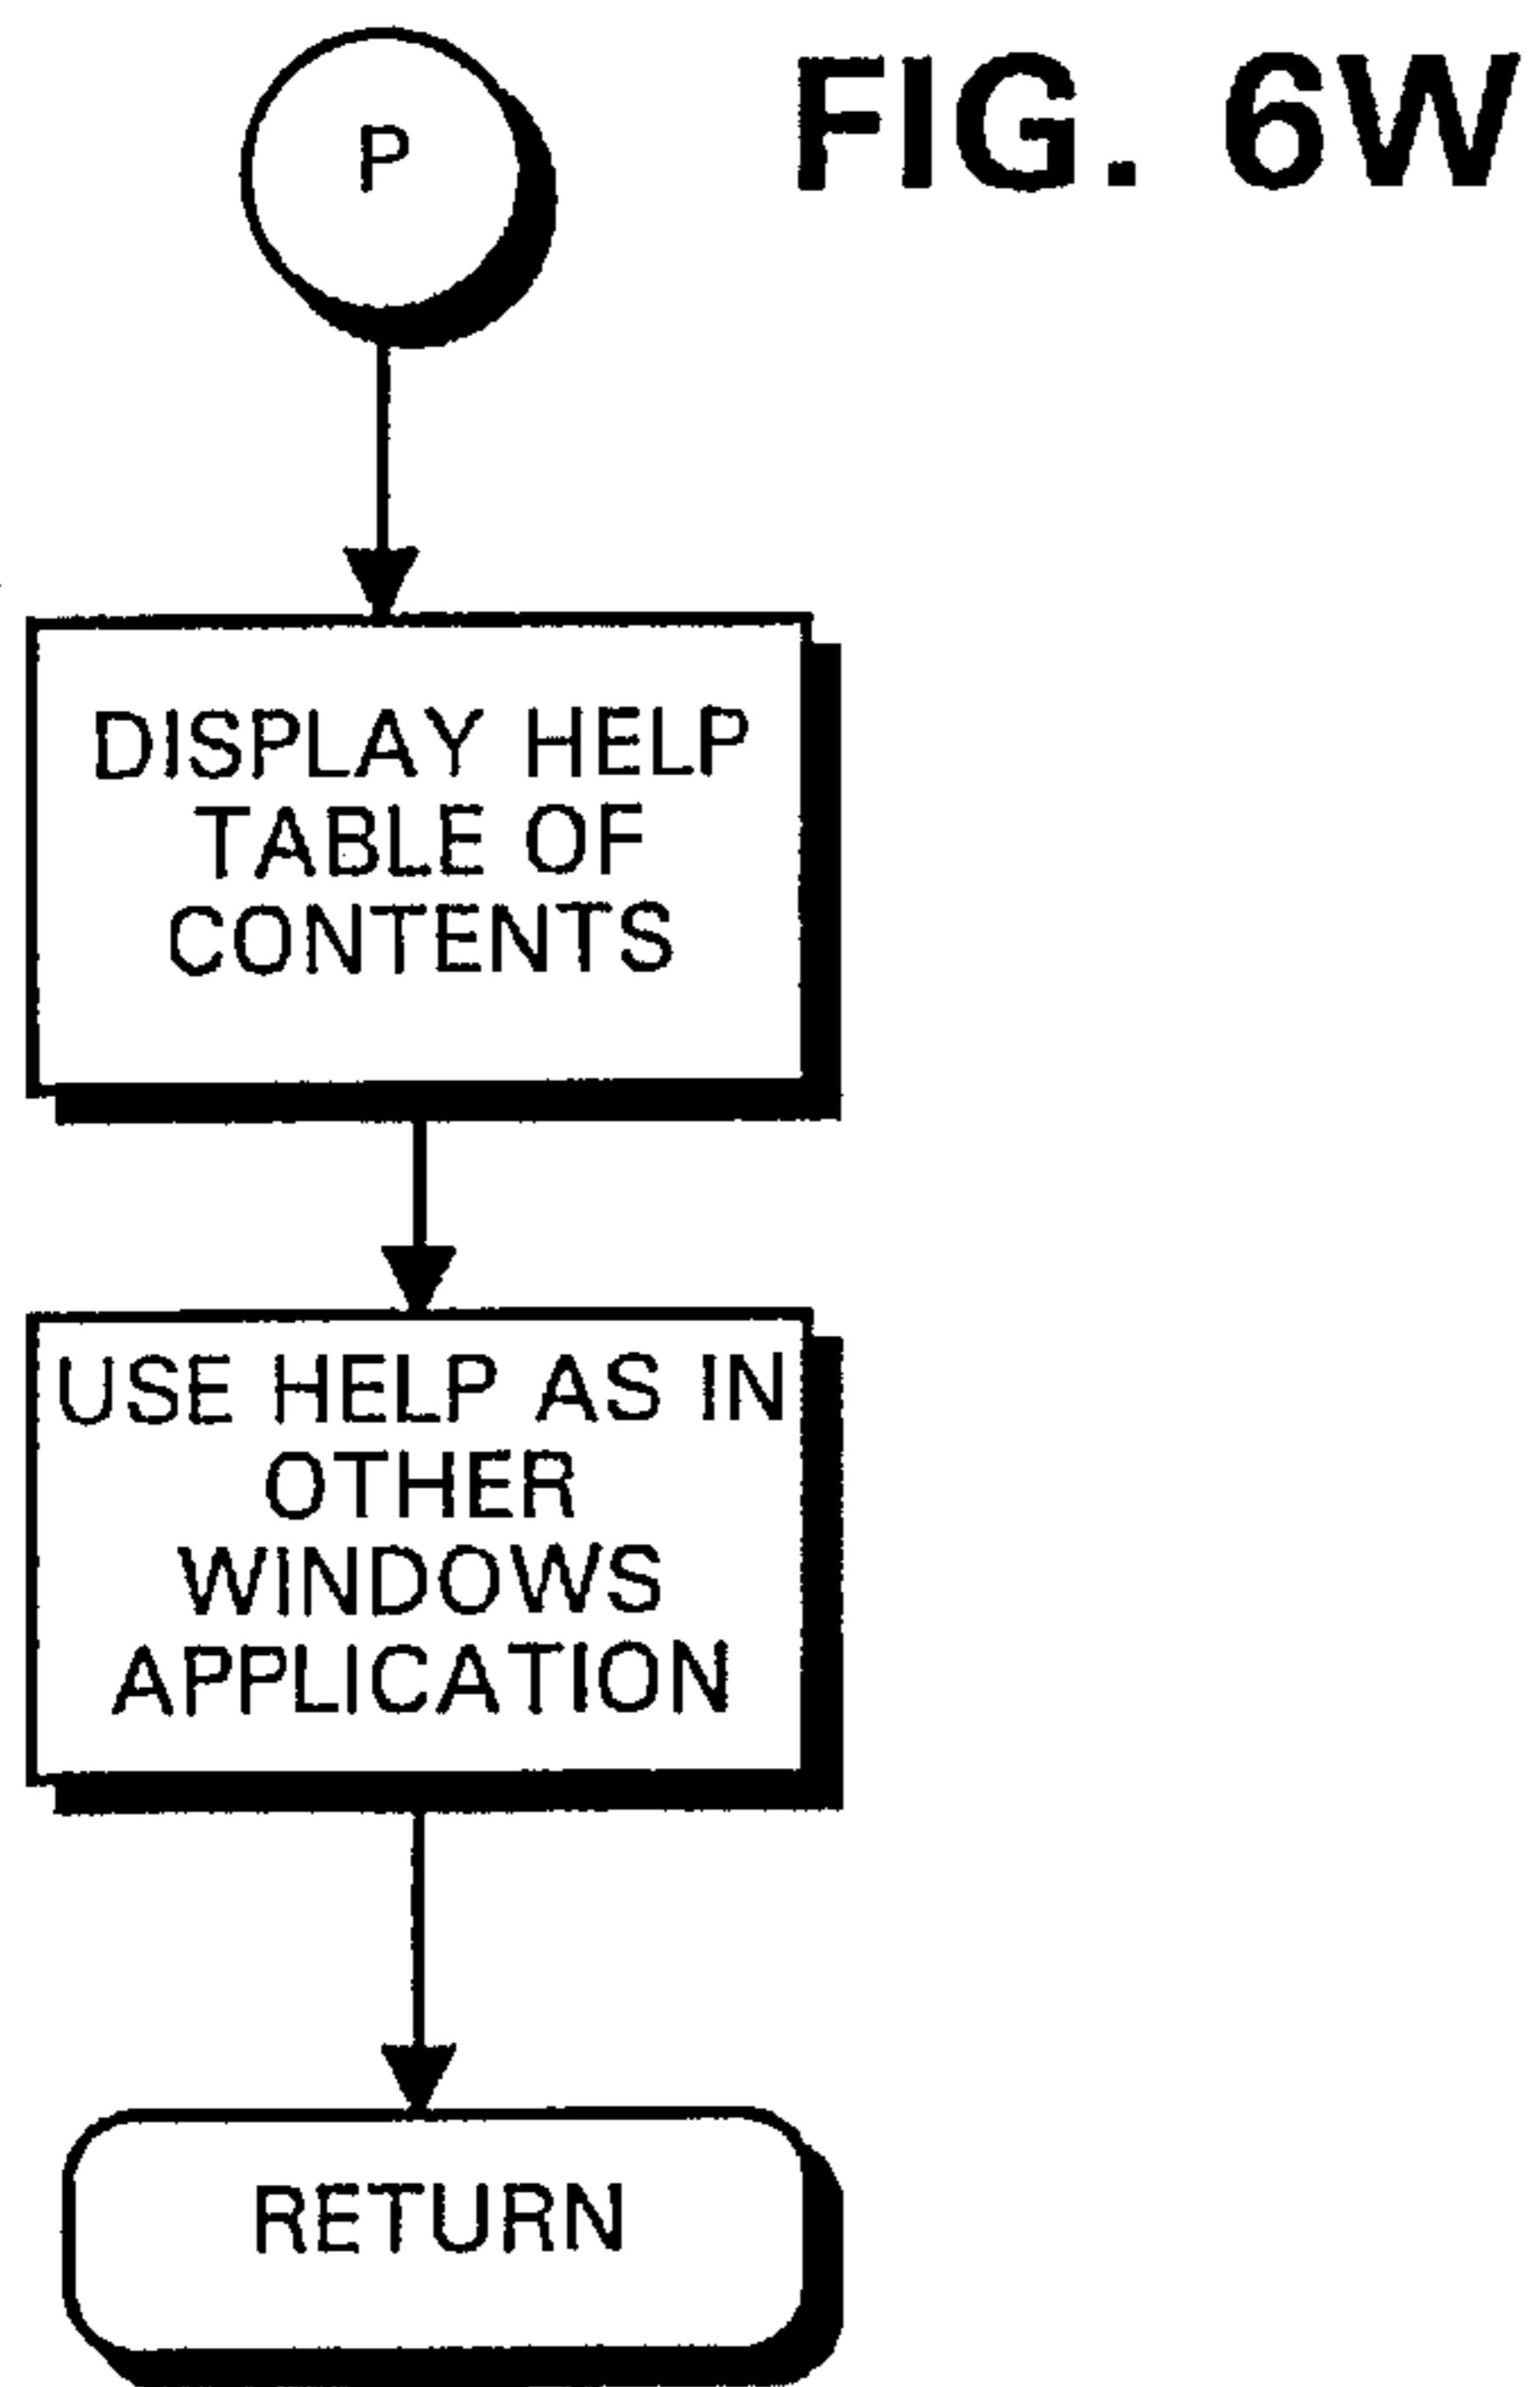 P
FIG. 6W
DISPLAY HELP
TABLE OF
CONTENTS
USE HELP AS IN
OTHER
WINDOWS
APPLICATION
RETURN